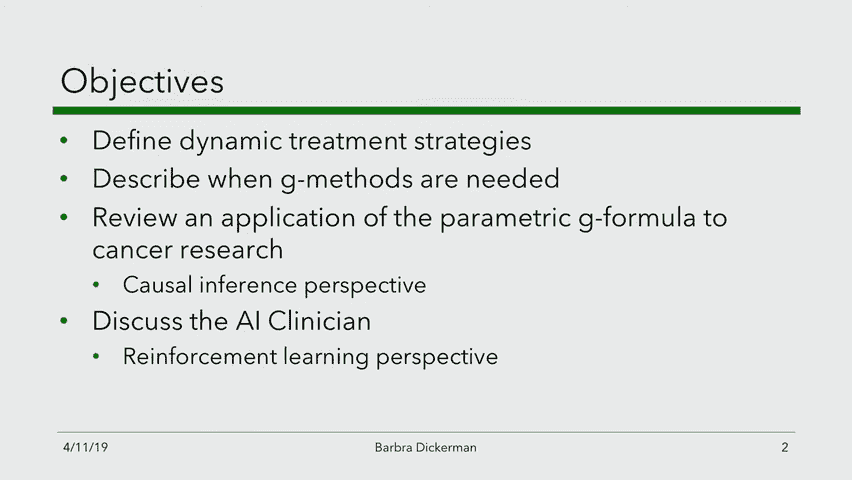 Objectives
• Define dynamic treatment strategies
• Describe when g-methods are needed
• Review an application of the parametric g-formula to
cancer research
• Causal inference perspective
• Discuss the AI Clinician
• Reinforcement learning perspective
4/11/19 Barbra Dickerman 2